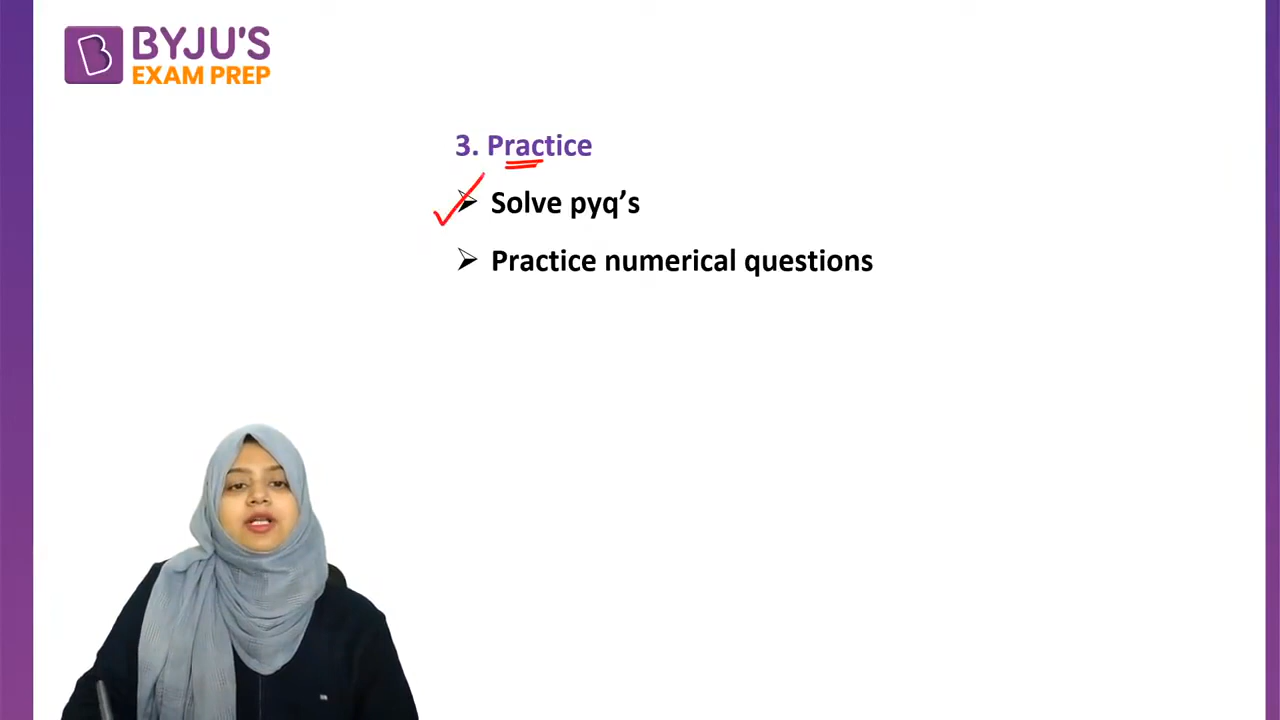 BYJU'S
EXAM PREP
3. Practice
➢ Solve pyq’s
➢ Practice numerical questions